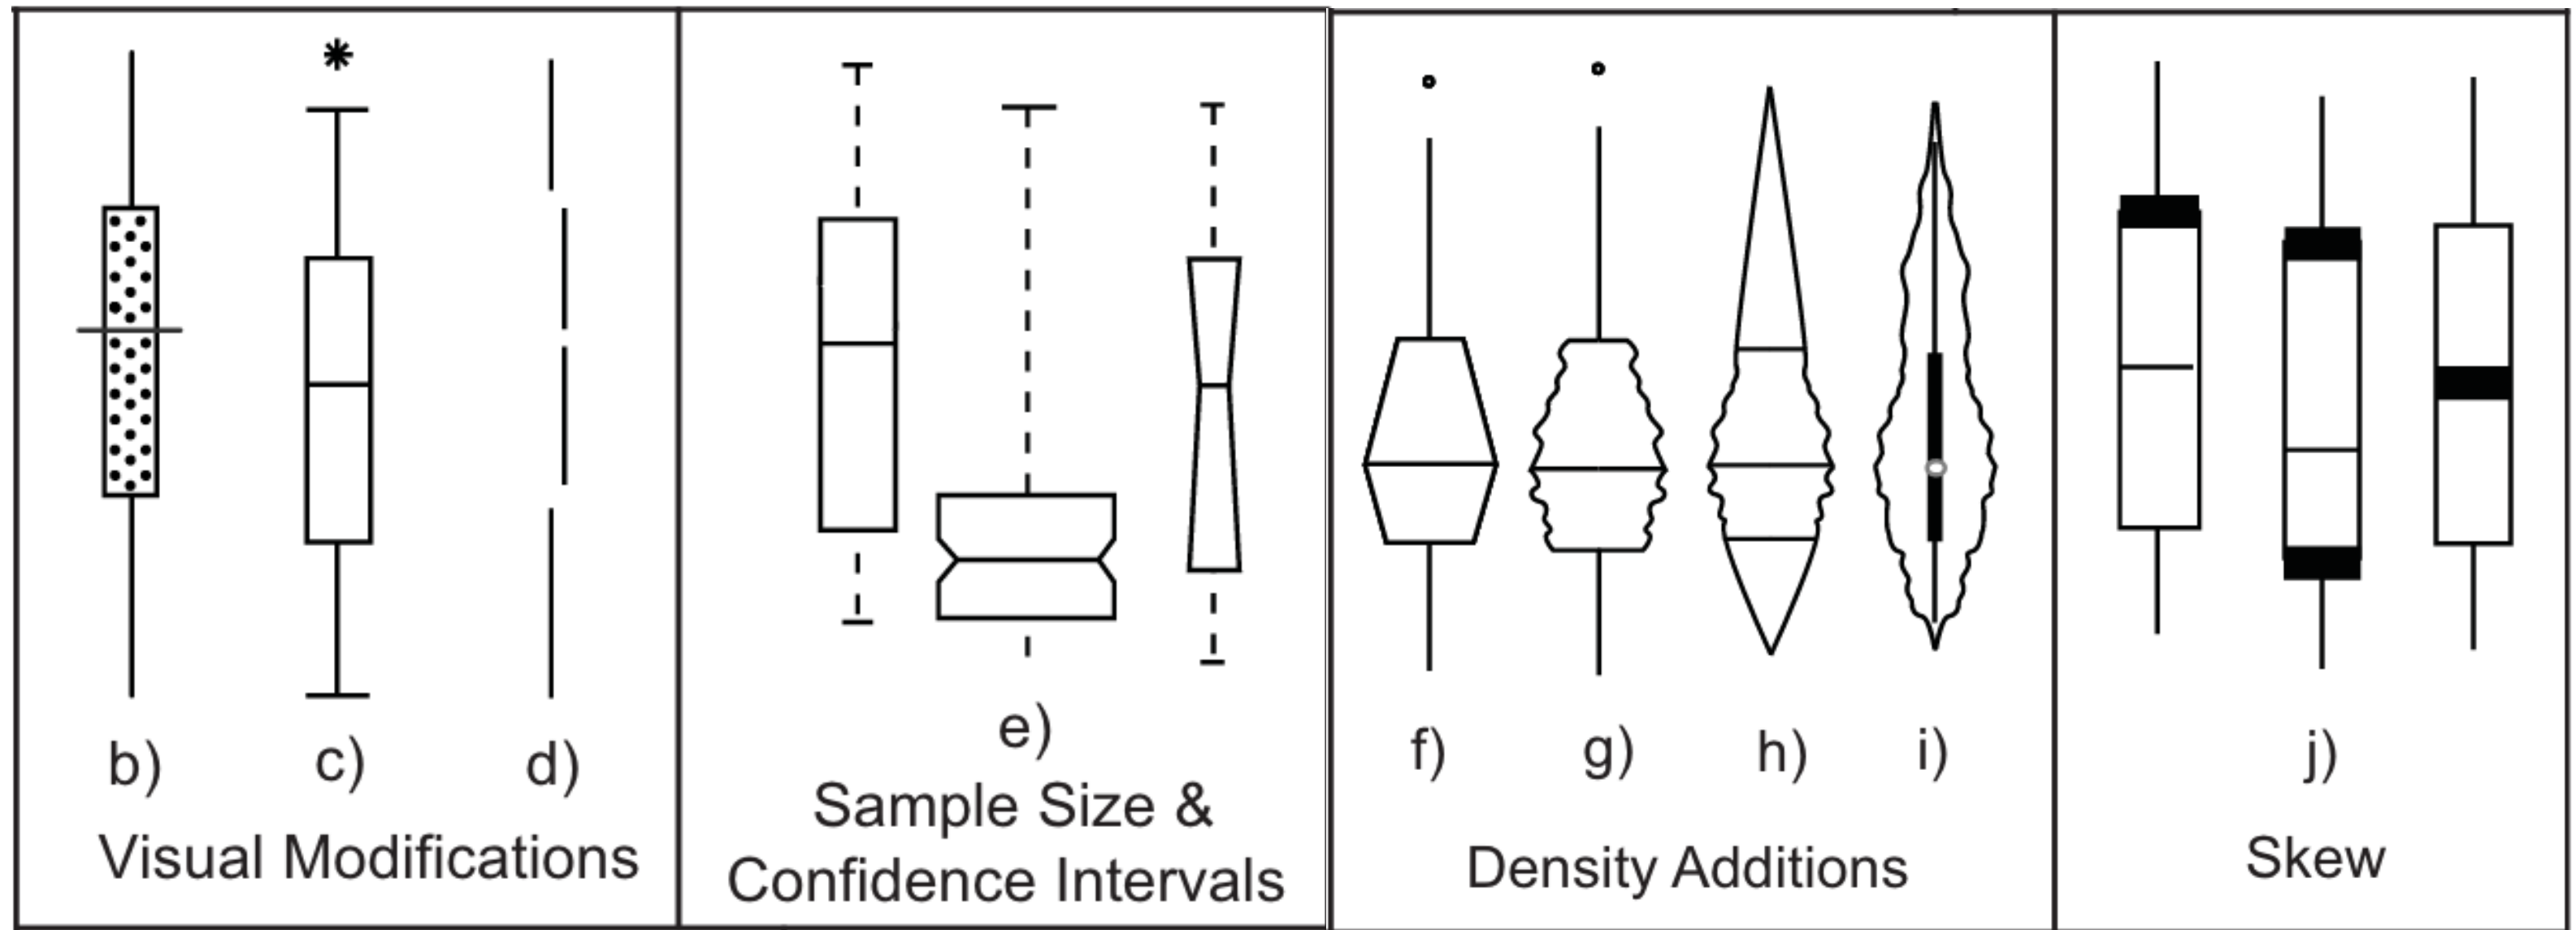 b)
c)
d)
Visual Modifications
e)
Sample Size &
Confidence Intervals
f)
g)
h)
i)
Density Additions
j)
Skew